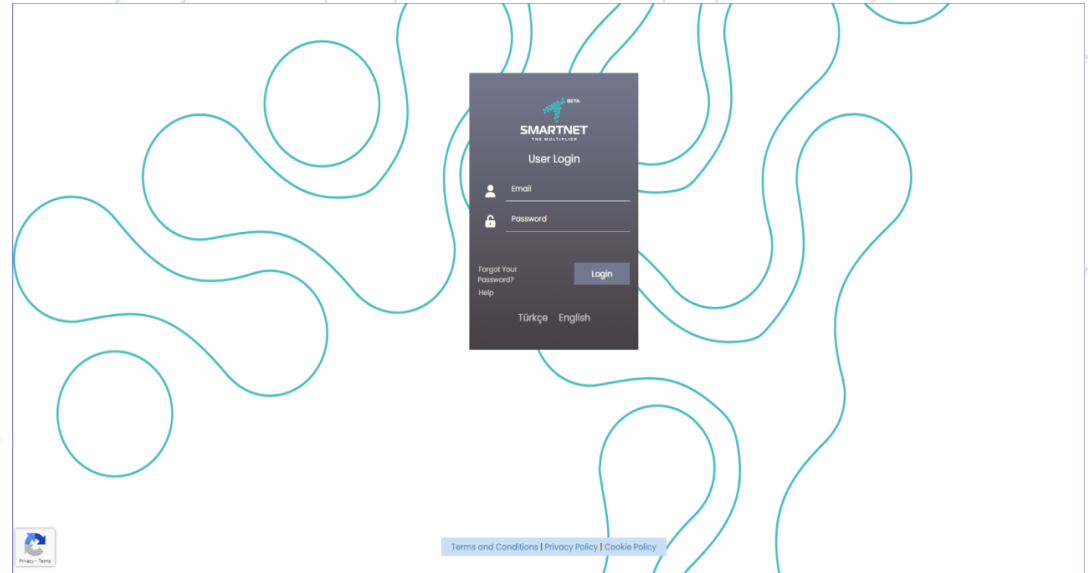 BETA
SMARTNET
THE MULTIPLIER
User Login
Email
Password
Forgot Your
Password?
Help
Login
Türkçe English
Terms and Conditions | Privacy Policy | Cookie Policy
Privacy - Terms